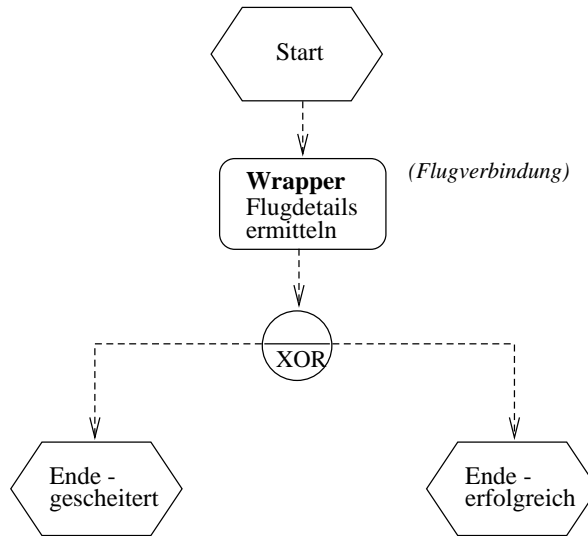 Start
Wrapper
Flugdetails
ermitteln
(Flugverbindung)
XOR
Ende -
gescheitert
Ende -
erfolgreich